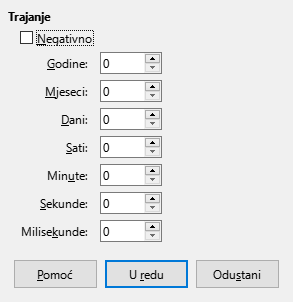 Trajanje
Negativno
Godine: 0
Mjeseci: 0
Dani: 0
Sati: 0
Minute: 0
Sekunde: 0
Milisekunde: 0
Pomoć U redu Odustani